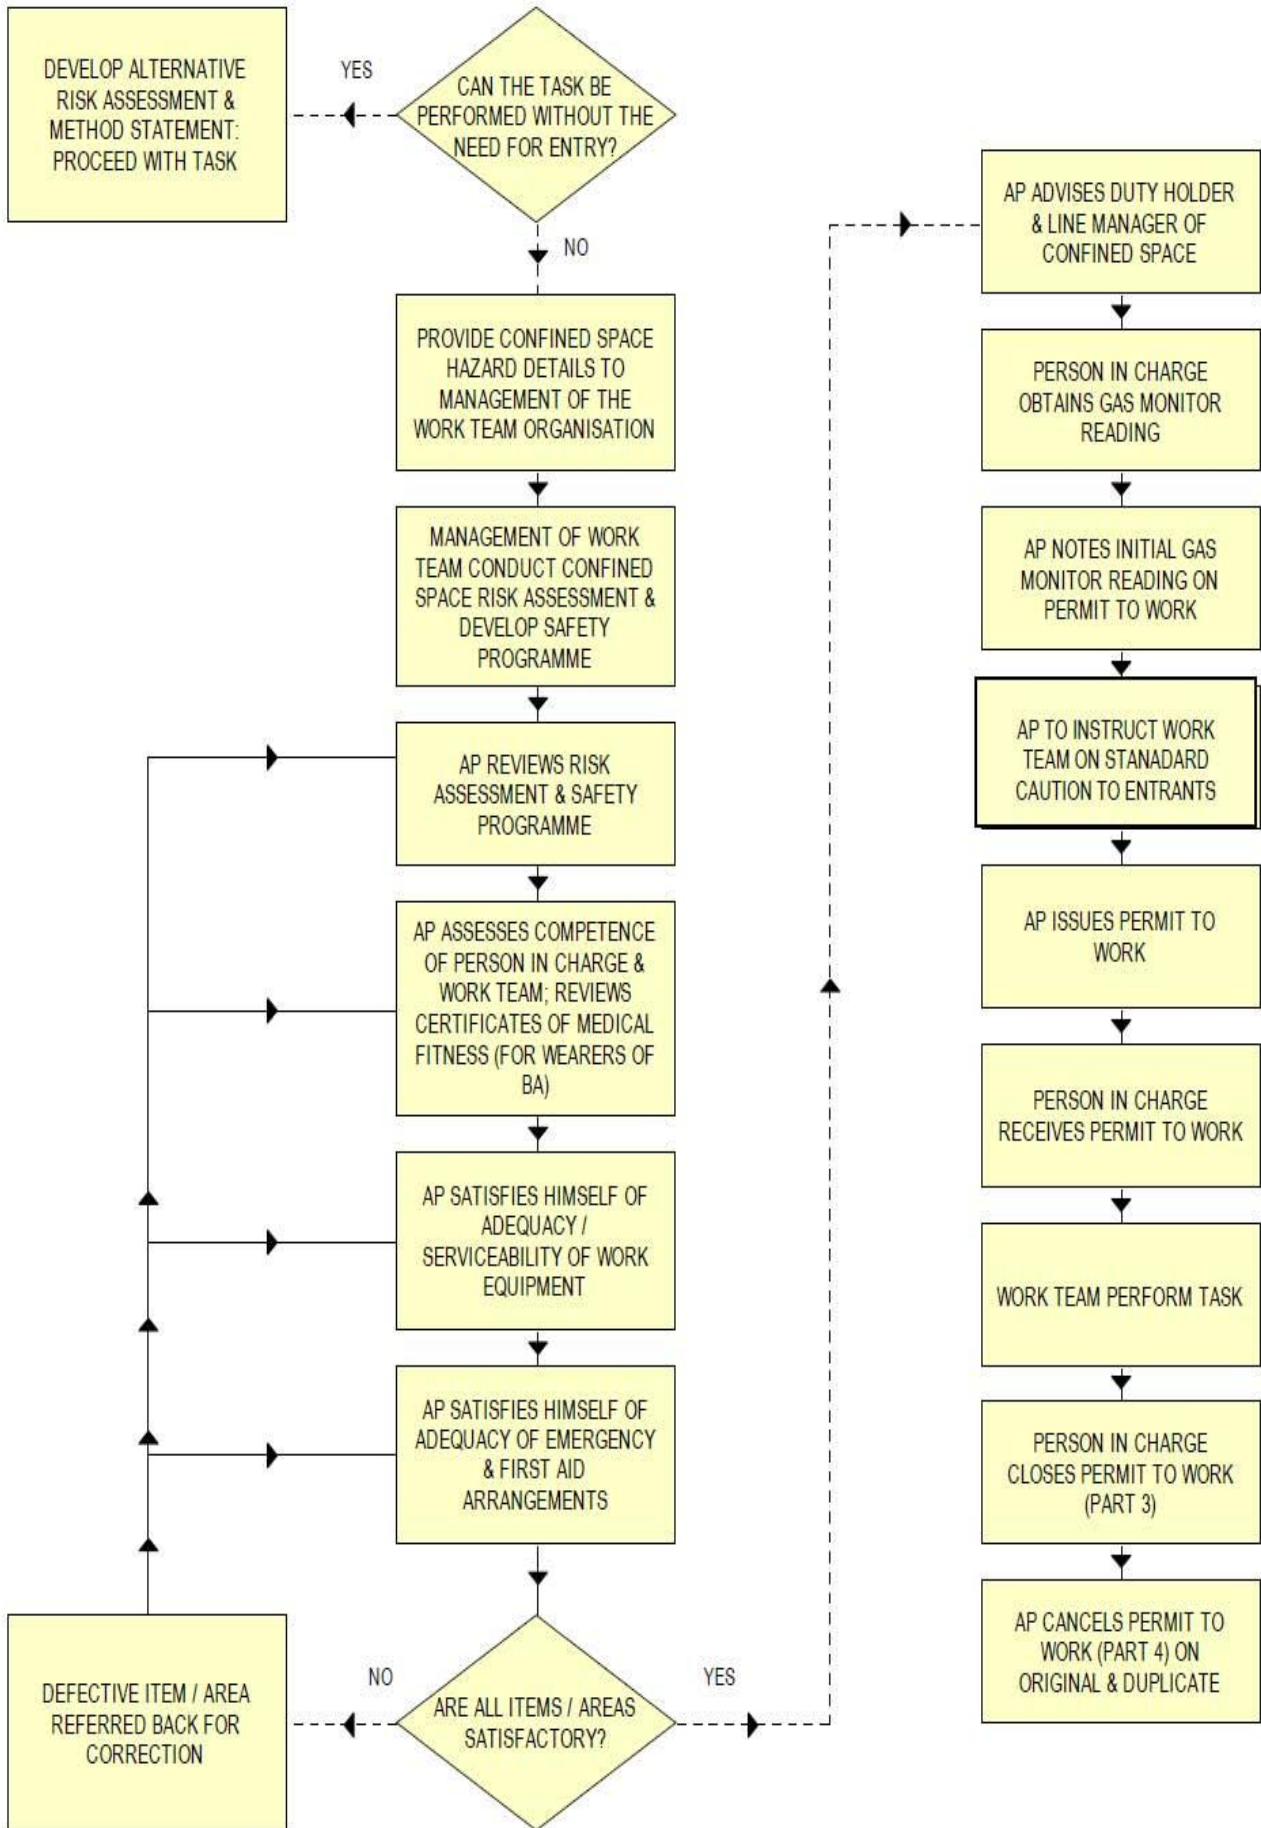 DEVELOP ALTERNATIVE
RISK ASSESSMENT &
METHOD STATEMENT:
PROCEED WITH TASK
YES
CAN THE TASK BE
PERFORMED WITHOUT THE
NEED FOR ENTRY?
NO
PROVIDE CONFINED SPACE
HAZARD DETAILS TO
MANAGEMENT OF THE
WORK TEAM ORGANISATION
MANAGEMENT OF WORK
TEAM CONDUCT CONFINED
SPACE RISK ASSESSMENT &
DEVELOP SAFETY
PROGRAMME
AP REVIEWS RISK
ASSESSMENT & SAFETY
PROGRAMME
AP ASSESSES COMPETENCE
OF PERSON IN CHARGE &
WORK TEAM; REVIEWS
CERTIFICATES OF MEDICAL
FITNESS (FOR WEARERS OF
BA)
AP SATISFIES HIMSELF OF
ADEQUACY /
SERVICEABILITY OF WORK
EQUIPMENT
AP SATISFIES HIMSELF OF
ADEQUACY OF EMERGENCY
& FIRST AID
ARRANGEMENTS
ARE ALL ITEMS / AREAS
SATISFACTORY?
NO
DEFECTIVE ITEM / AREA
REFERRED BACK FOR
CORRECTION
YES
AP ADVISES DUTY HOLDER
& LINE MANAGER OF
CONFINED SPACE
PERSON IN CHARGE
OBTAINS GAS MONITOR
READING
AP NOTES INITIAL GAS
MONITOR READING ON
PERMIT TO WORK
AP TO INSTRUCT WORK
TEAM ON STANADARD
CAUTION TO ENTRANTS
AP ISSUES PERMIT TO
WORK
PERSON IN CHARGE
RECEIVES PERMIT TO WORK
WORK TEAM PERFORM TASK
PERSON IN CHARGE
CLOSES PERMIT TO WORK
(PART 3)
AP CANCELS PERMIT TO
WORK (PART 4) ON
ORIGINAL & DUPLICATE